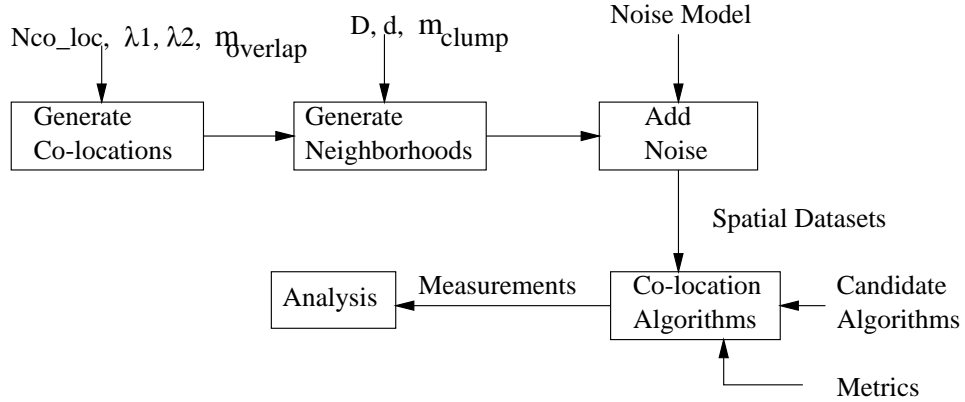 Noise Model
Nco_loc, λ1, λ2, m_overlap
D, d, m_clump
Generate
Co-locations
Generate
Neighborhoods
Add
Noise
Spatial Datasets
Analysis
Measurements
Co-location
Algorithms
Candidate
Algorithms
Metrics